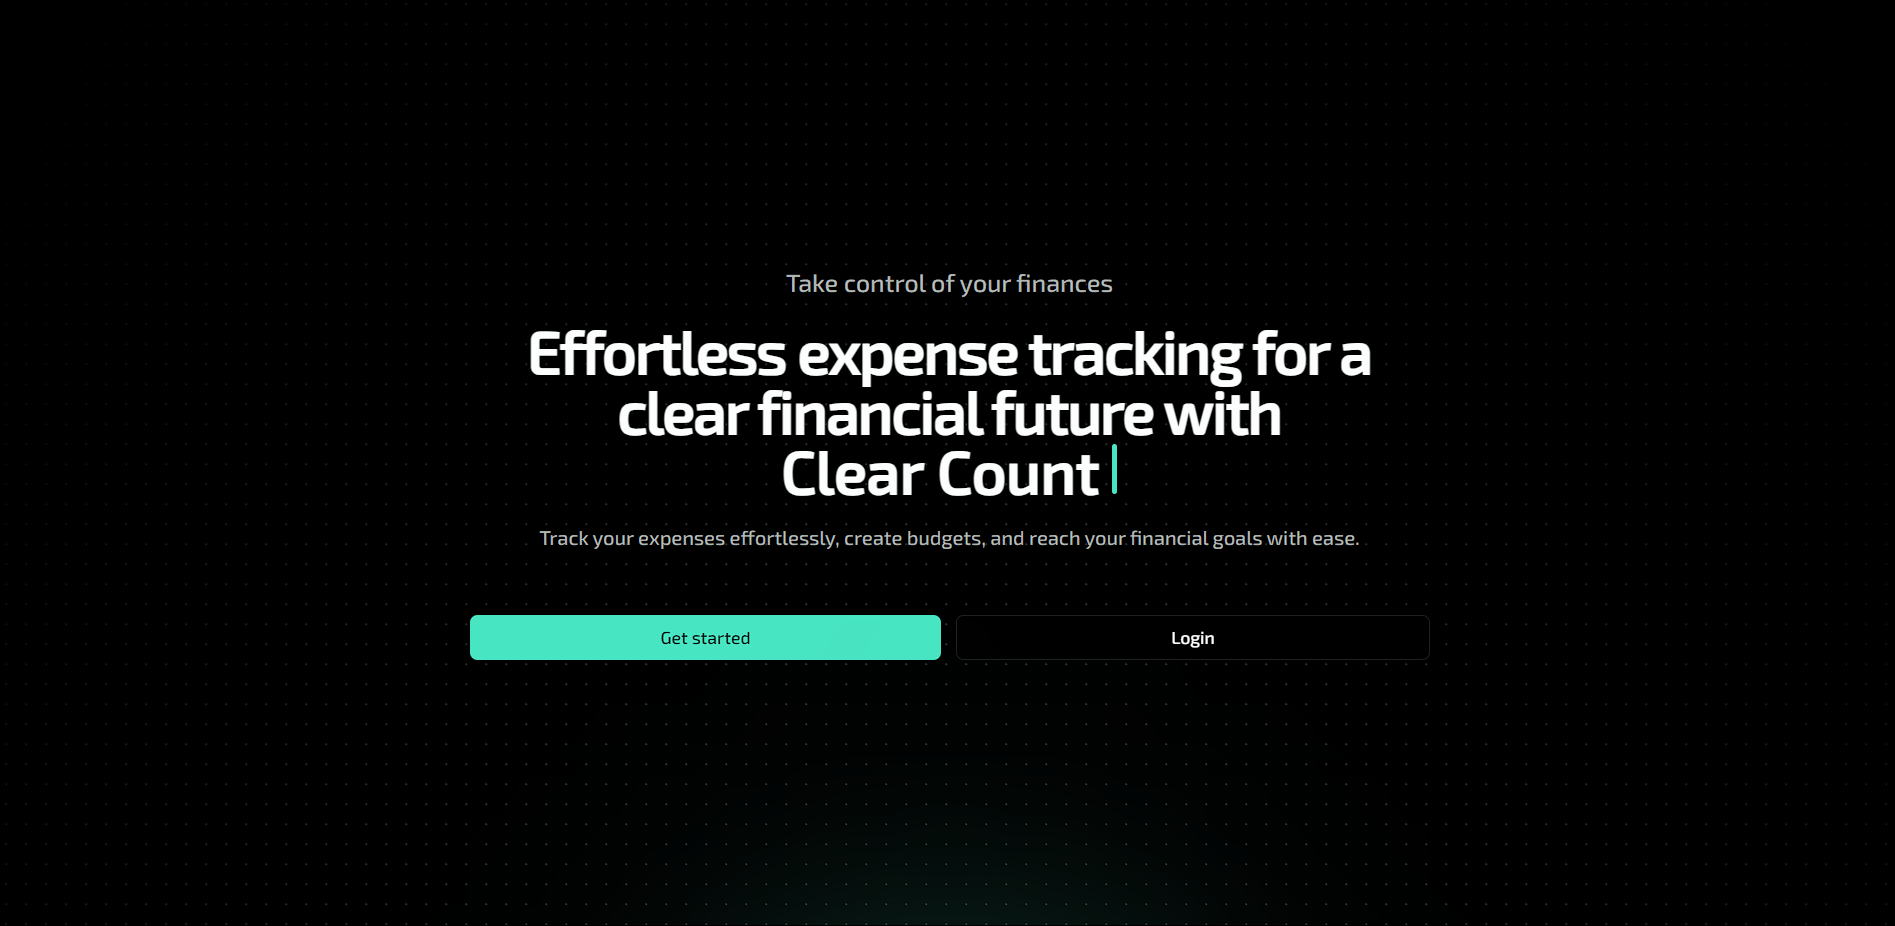 Take control of your finances
Effortless expense tracking for a
clear financial future with
Clear Count
Track your expenses effortlessly, create budgets, and reach your financial goals with ease.
Get started
Login